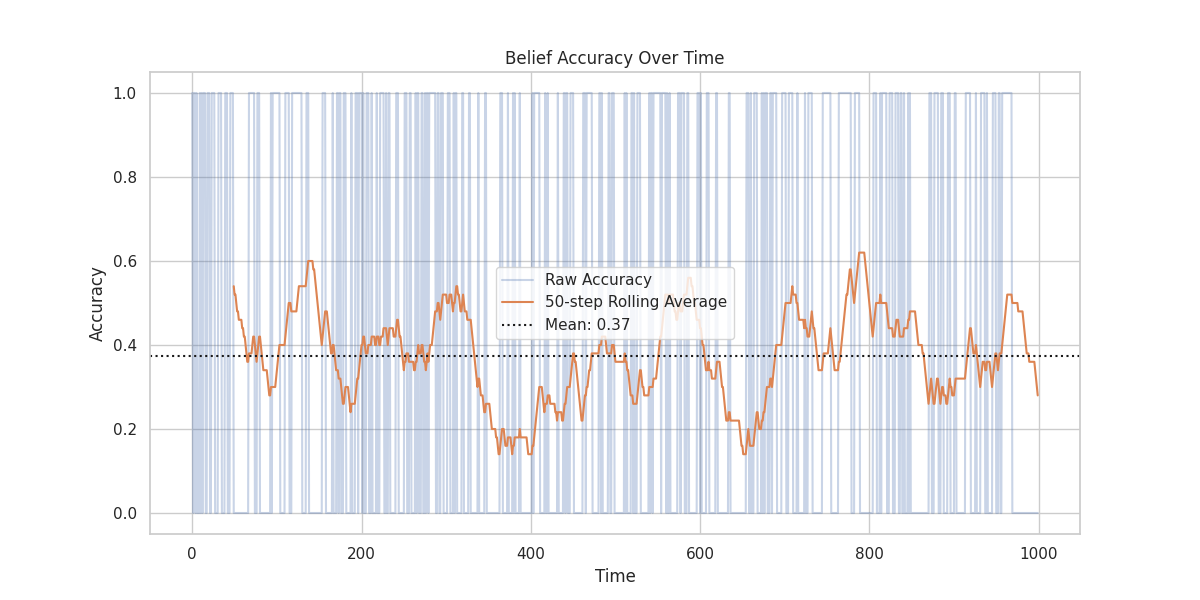 Belief Accuracy Over Time
Accuracy
1.0
0.8
0.6
0.4
0.2
0.0
Raw Accuracy
50-step Rolling Average
Mean: 0.37
0
200
400
600
800
1000
Time